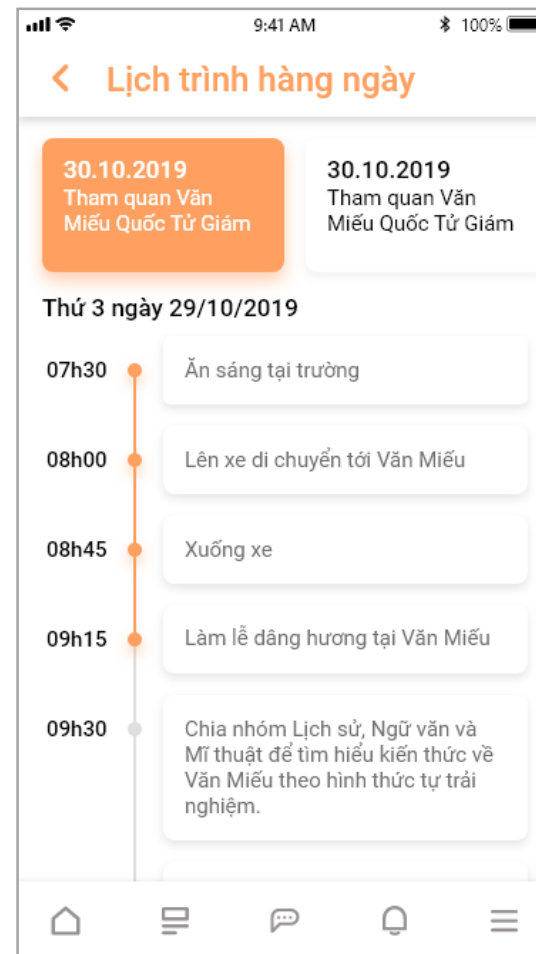 9:41 AM
100%
Lịch trình hàng ngày
30.10.2019
Tham quan Văn
Miếu Quốc Tử Giám
30.10.2019
Tham quan Văn
Miếu Quốc Tử Giám
Thứ 3 ngày 29/10/2019
07h30
Ăn sáng tại trường
08h00
Lên xe di chuyển tới Văn Miếu
08h45
Xuống xe
09h15
Làm lễ dâng hương tại Văn Miếu
09h30
Chia nhóm Lịch sử, Ngữ văn và
Mĩ thuật để tìm hiểu kiến thức về
Văn Miếu theo hình thức tự trải
nghiệm.